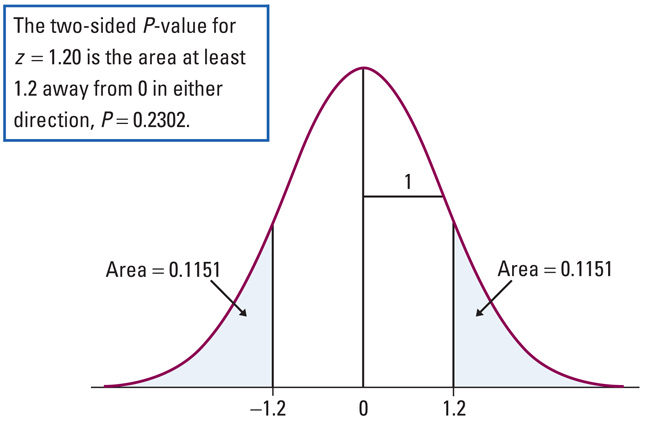 The two-sided P-value for
z = 1.20 is the area at least
1.2 away from 0 in either
direction, P = 0.2302.
1
Area = 0.1151
Area = 0.1151
−1.2
0
1.2